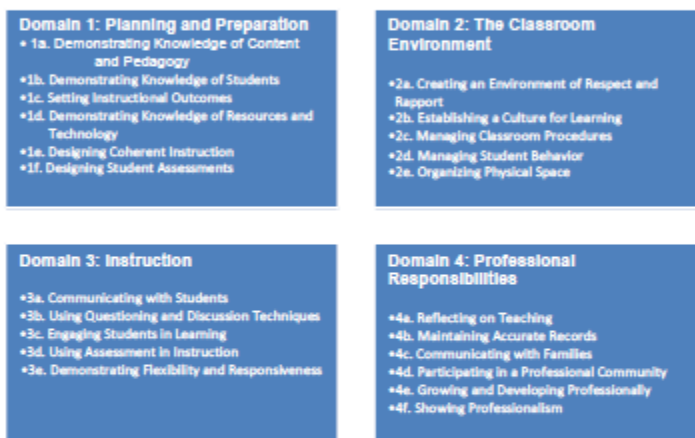 Domain 1: Planning and Preparation
• 1a. Demonstrating Knowledge of Content
and Pedagogy
•1b. Demonstrating Knowledge of Students
•1c. Setting Instructional Outcomes
•1d. Demonstrating Knowledge of Resources and
Technology
•1e. Designing Coherent Instruction
•1f. Designing Student Assessments
Domain 2: The Classroom
Environment
•2a. Creating an Environment of Respect and
Rapport
•2b. Establishing a Culture for Learning
•2c. Managing Classroom Procedures
•2d. Managing Student Behavior
•2e. Organizing Physical Space
Domain 3: Instruction
•3a. Communicating with Students
•3b. Using Questioning and Discussion Techniques
•3c. Engaging Students in Learning
•3d. Using Assessment in Instruction
•3e. Demonstrating Flexibility and Responsiveness
Domain 4: Professional
Responsibilities
•4a. Reflecting on Teaching
•4b. Maintaining Accurate Records
•4c. Communicating with Families
•4d. Participating in a Professional Community
•4e. Growing and Developing Professionally
•4f. Showing Professionalism